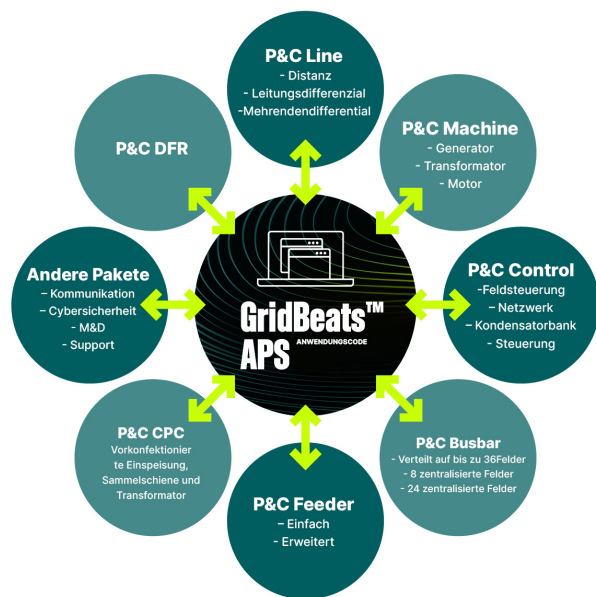 P&C Line
- Distanz
- Leitungsdifferenzial
-Mehrendendifferential
P&C DFR
P&C Machine
- Generator
- Transformator
- Motor
Andere Pakete
– Kommunikation
– Cybersicherheit
- M&D
- Support
GridBeats™
APS
ANWENDUNGSCODE
P&C Control
-Feldsteuerung
– Netzwerk
– Kondensatorbank
- Steuerung
P&C CPC
Vorkonfektionier
te Einspeisung,
Sammelschiene und
Transformator
P&C Feeder
– Einfach
- Erweitert
P&C Busbar
- Verteilt auf bis zu 36Felder
- 8 zentralisierte Felder
- 24 zentralisierte Felder